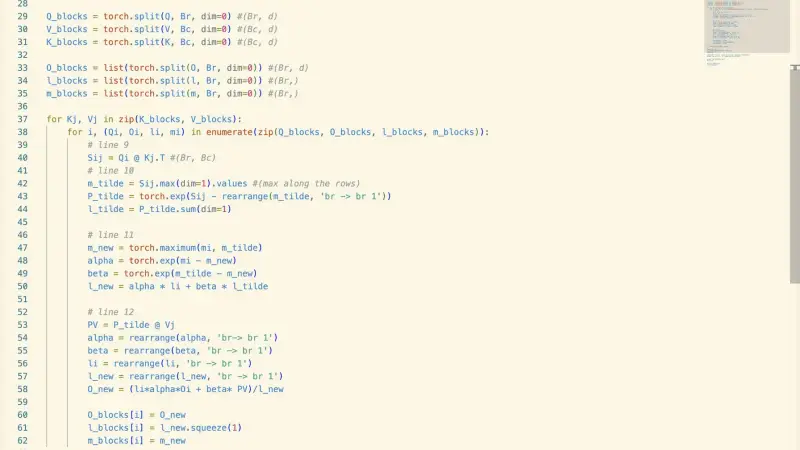 28
29 Q_blocks = torch.split(Q, Br, dim=0) #(Br, d)
30 V_blocks = torch.split(V, Bc, dim=0) #(Bc, d)
31 K_blocks = torch.split(K, Bc, dim=0) #(Bc, d)
32
33 O_blocks = list(torch.split(O, Br, dim=0)) #(Br, d)
34 l_blocks = list(torch.split(l, Br, dim=0)) #(Br,)
35 m_blocks = list(torch.split(m, Br, dim=0)) #(Br,)
36
37 for Kj, Vj in zip(K_blocks, V_blocks):
38     for i, (Qi, Oi, li, mi) in enumerate(zip(Q_blocks, O_blocks, l_blocks, m_blocks)):
39         # line 9
40         Sij = Qi @ Kj.T #(Br, Bc)
41         # line 10
42         m_tilde = Sij.max(dim=1).values #(max along the rows)
43         P_tilde = torch.exp(Sij - rearrange(m_tilde, 'br -> br 1'))
44         l_tilde = P_tilde.sum(dim=1)
45
46         # line 11
47         m_new = torch.maximum(mi, m_tilde)
48         alpha = torch.exp(mi - m_new)
49         beta = torch.exp(m_tilde - m_new)
50         l_new = alpha * li + beta * l_tilde
51
52         # line 12
53         PV = P_tilde @ Vj
54         alpha = rearrange(alpha, 'br-> br 1')
55         beta = rearrange(beta, 'br -> br 1')
56         li = rearrange(li, 'br -> br 1')
57         l_new = rearrange(l_new, 'br -> br 1')
58         O_new = (li*alpha*Oi + beta* PV)/l_new
59
60         O_blocks[i] = O_new
61         l_blocks[i] = l_new.squeeze(1)
62         m_blocks[i] = m_new